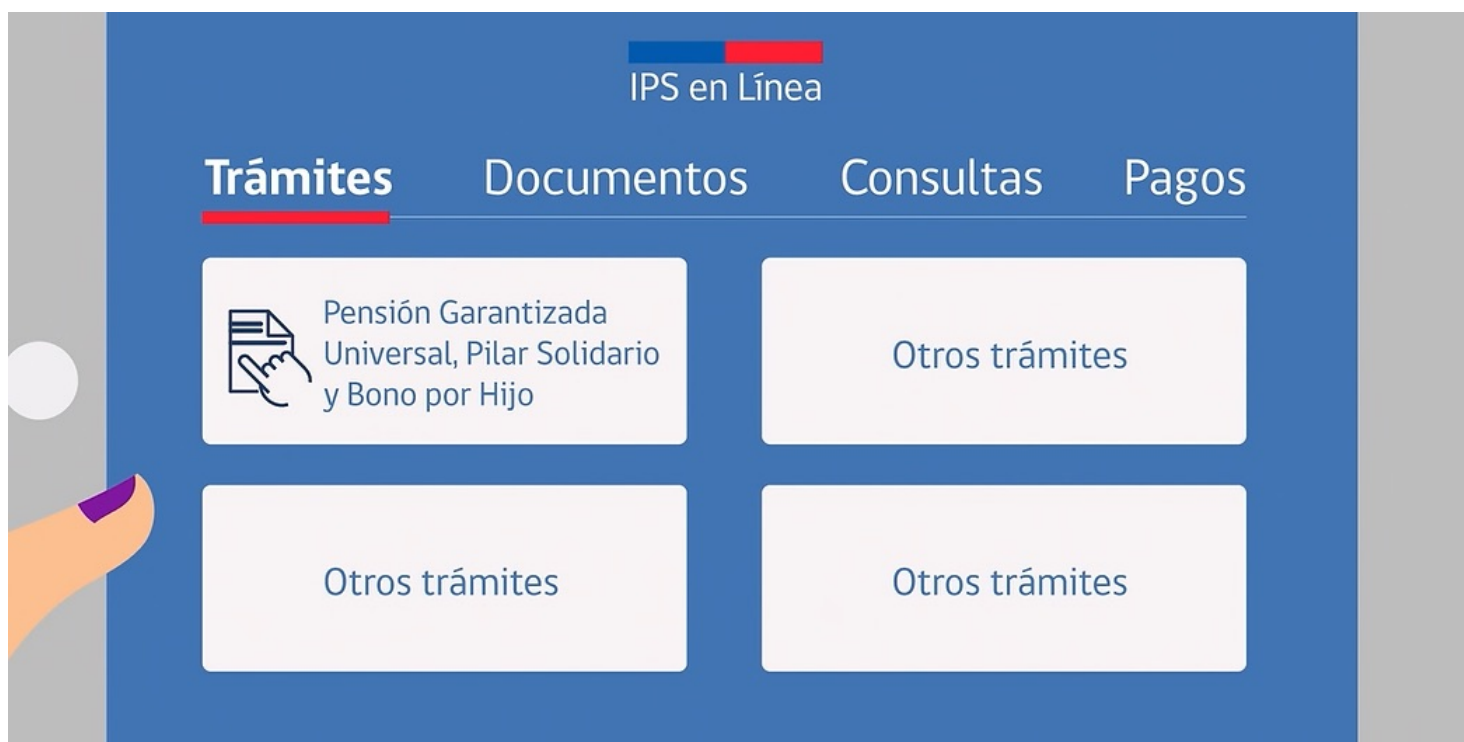 IPS en Línea
Trámites Documentos Consultas Pagos
Pensión Garantizada
Universal, Pilar Solidario
y Bono por Hijo
Otros trámites
Otros trámites
Otros trámites